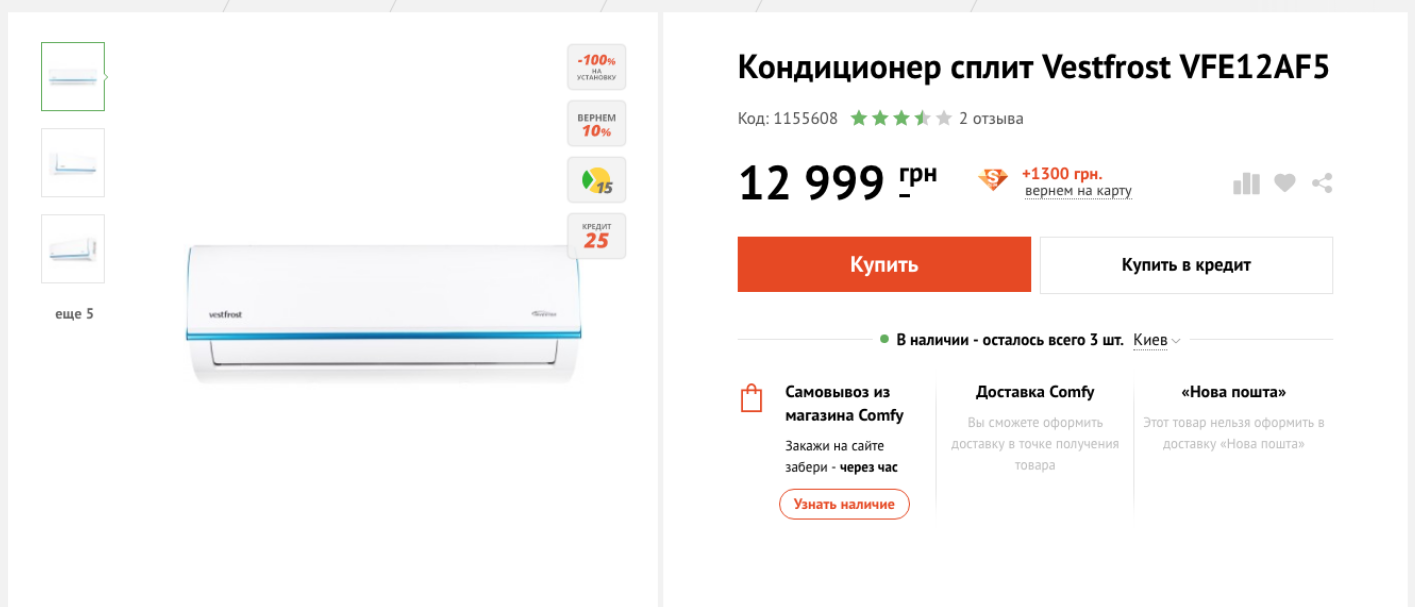 -100%
НА
УСТАНОВКУ
ВЕРНЕМ
10%
15
КРЕДИТ
25
vestfrost
inverter
еще 5
Кондиционер сплит Vestfrost VFE12AF5
Код: 1155608 2 отзыва
12 999 грн
+1300 грн.
вернем на карту
Купить
Купить в кредит
В наличии - осталось всего 3 шт. Киев
Самовывоз из
магазина Comfy
Закажи на сайте
забери - через час
Узнать наличие
Доставка Comfy
Вы сможете оформить
доставку в точке получения
товара
«Нова пошта»
Этот товар нельзя оформить в
доставку «Нова пошта»